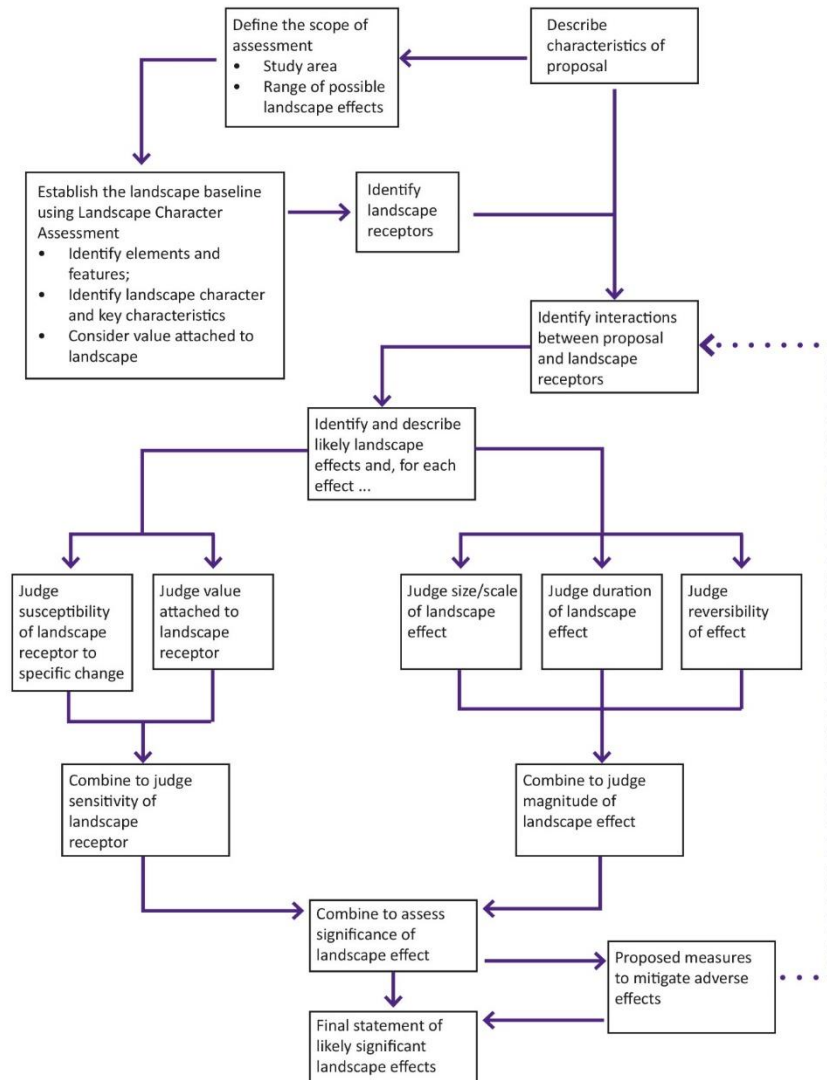 Define the scope of
assessment
• Study area
• Range of possible
landscape effects
Describe
characteristics of
proposal
Establish the landscape baseline
using Landscape Character
Assessment
• Identify elements and
features;
• Identify landscape character
and key characteristics
• Consider value attached to
landscape
Identify
landscape
receptors
Identify interactions
between proposal
and landscape
receptors
Identify and describe
likely landscape
effects and, for each
effect ...
Judge
susceptibility
of landscape
receptor to
specific change
Judge value
attached to
landscape
receptor
Judge size/scale
of landscape
effect
Judge duration
of landscape
effect
Judge
reversibility
of effect
Combine to judge
sensitivity of
landscape
receptor
Combine to judge
magnitude of
landscape effect
Combine to assess
significance of
landscape effect
Proposed measures
to mitigate adverse
effects
Final statement of
likely significant
landscape effects